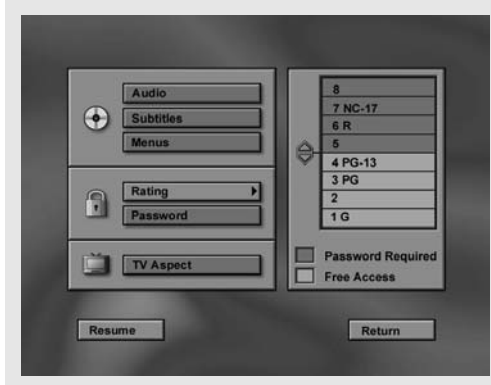 Audio
Subtitles
Menus
Rating
Password
TV Aspect
8
7 NC-17
6 R
5
4 PG-13
3 PG
2
1 G
Password Required
Free Access
Resume
Return